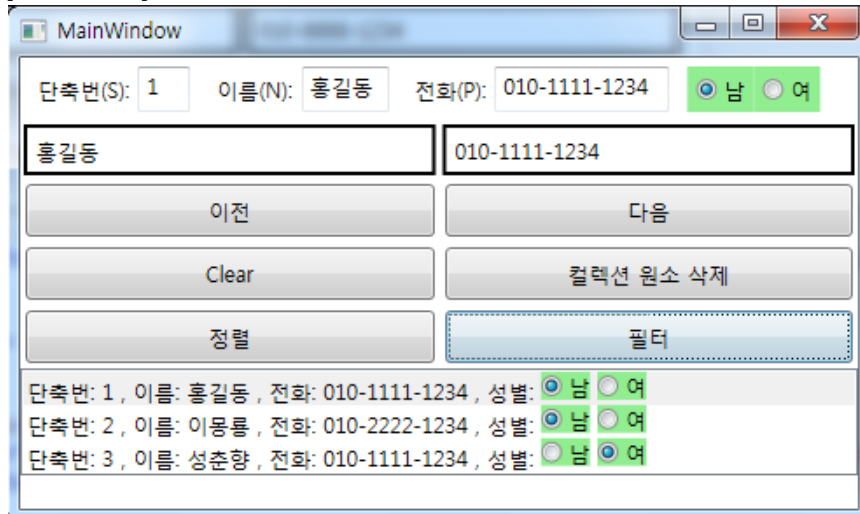 MainWindow
단축번(S): 1 이름(N): 홍길동 전화(P): 010-1111-1234 남 여
홍길동 010-1111-1234
이전 다음
Clear 컬렉션 원소 삭제
정렬 필터
단축번: 1 , 이름: 홍길동 , 전화: 010-1111-1234 , 성별: 남 여
단축번: 2 , 이름: 이몽룡 , 전화: 010-2222-1234 , 성별: 남 여
단축번: 3 , 이름: 성춘향 , 전화: 010-1111-1234 , 성별: 남 여